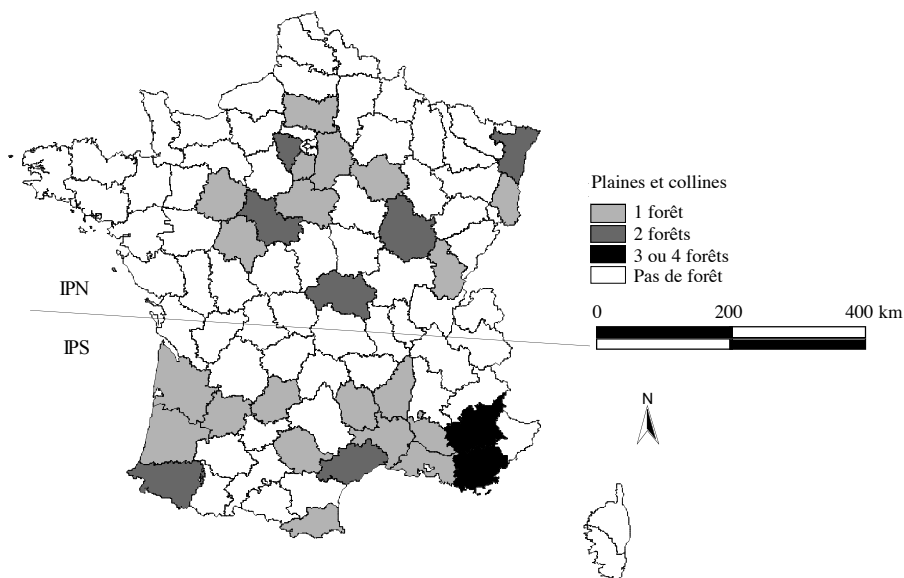 Plaines et collines
1 forêt
2 forêts
3 ou 4 forêts
Pas de forêt
IPN
IPS
0 200 400 km
N